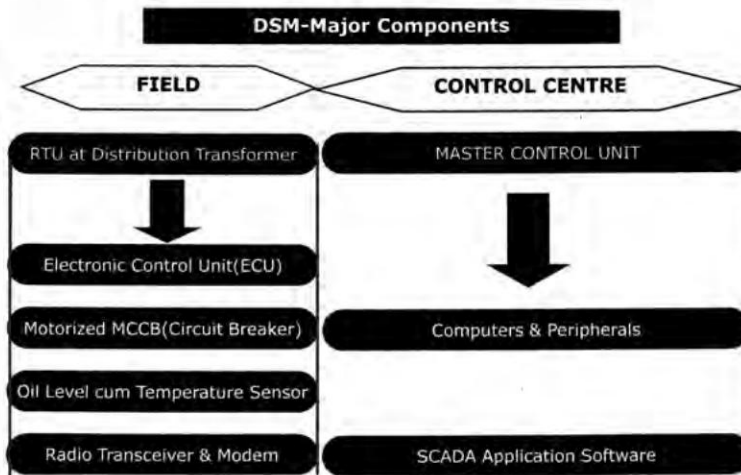 DSM-Major Components
FIELD
CONTROL CENTRE
RTU at Distribution Transformer
MASTER CONTROL UNIT
Electronic Control Unit(ECU)
Motorized MCCB(Circuit Breaker)
Computers & Peripherals
Oil Level cum Temperature Sensor
Radio Transceiver & Modem
SCADA Application Software